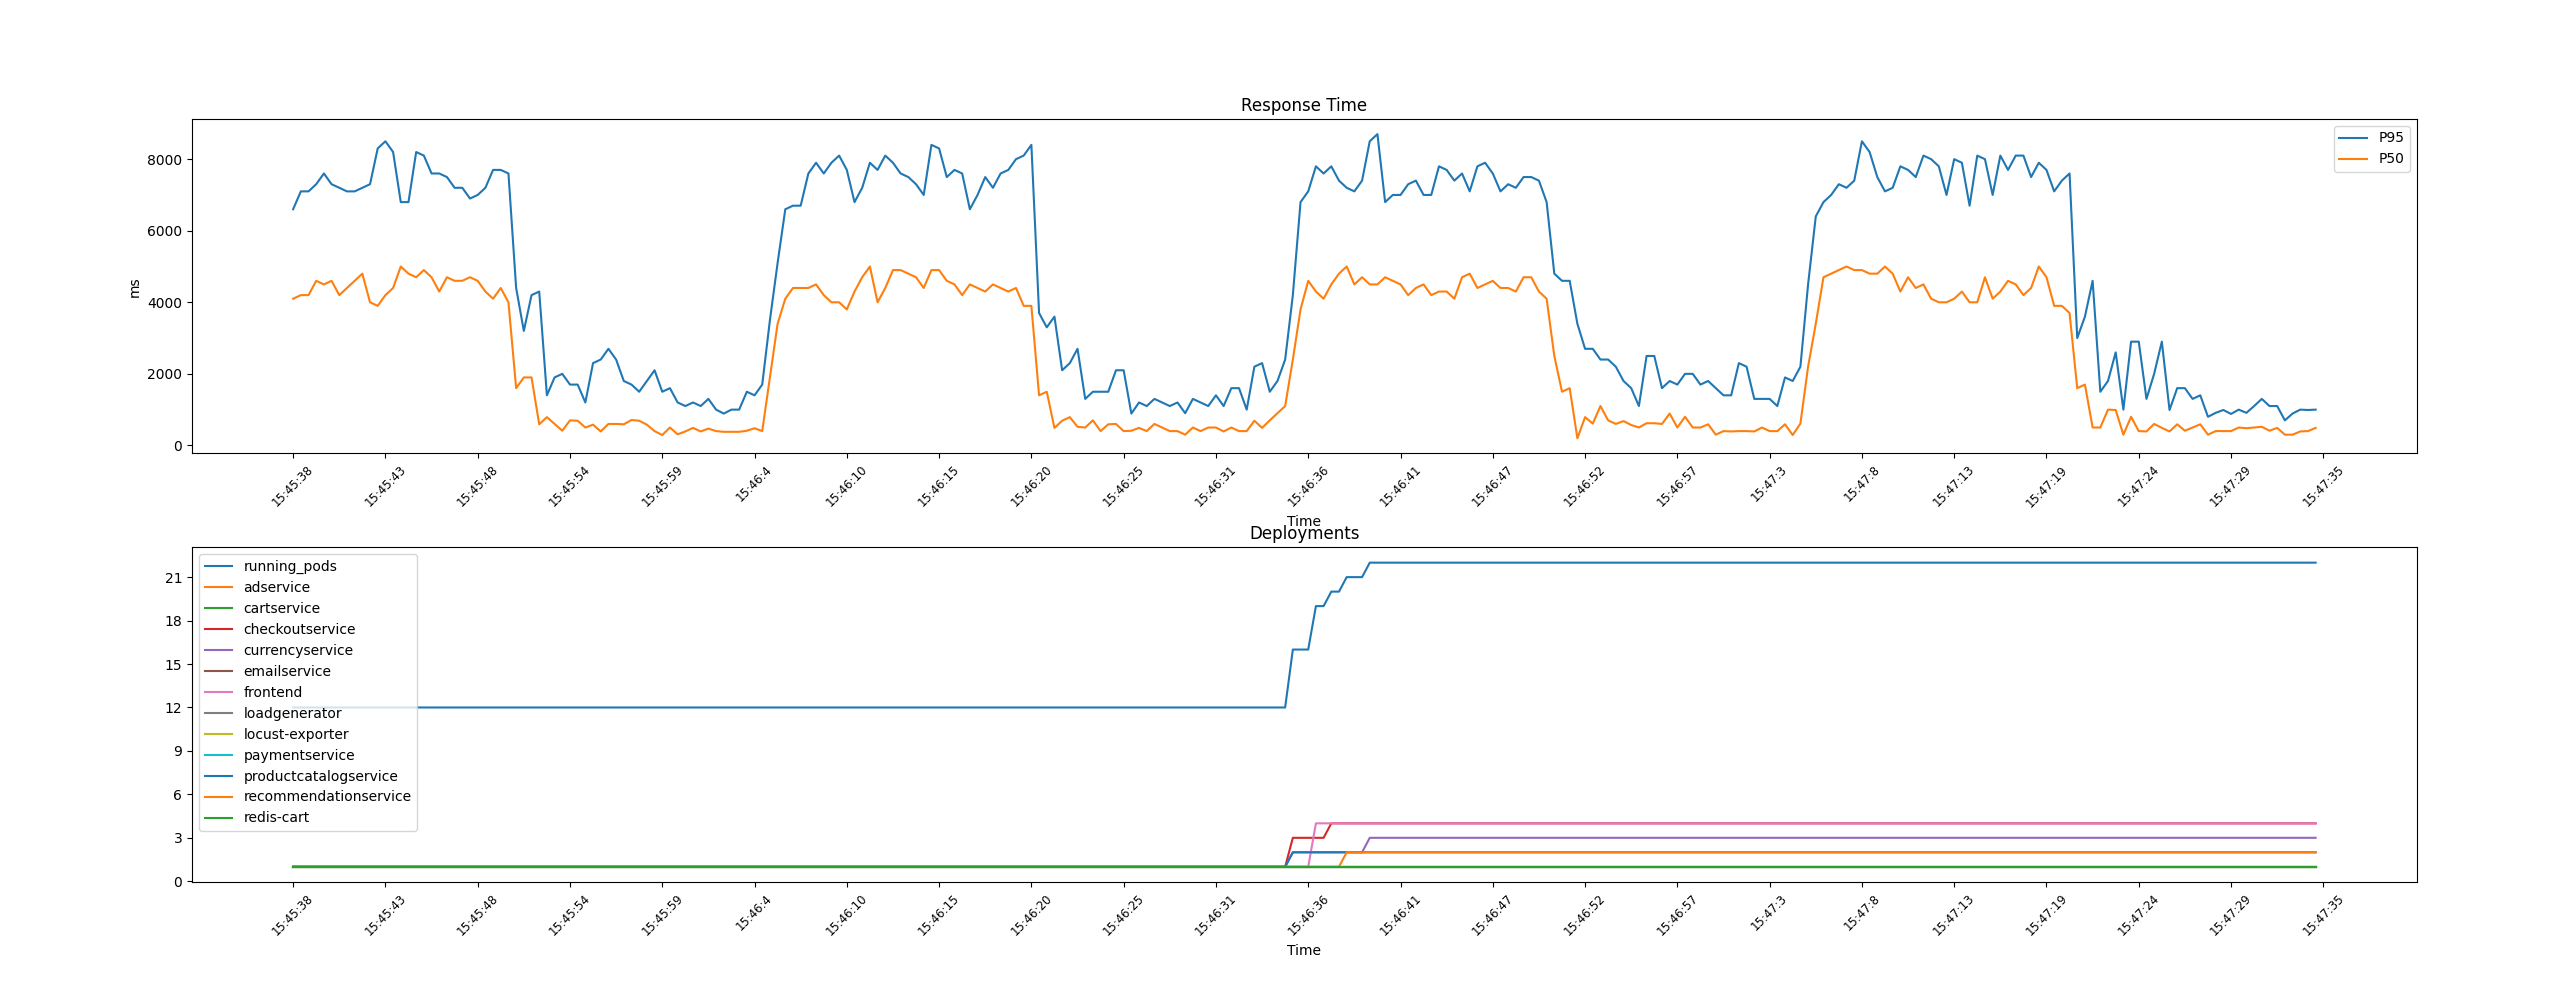 Response Time
P95
P50
8000
6000
4000
2000
0
ms
15:45:38 15:45:43 15:45:48 15:45:54 15:45:59 15:46:4 15:46:10 15:46:15 15:46:20 15:46:25 15:46:31 15:46:36 15:46:41 15:46:47 15:46:52 15:46:57 15:47:3 15:47:8 15:47:13 15:47:19 15:47:24 15:47:29 15:47:35
Time
Deployments
running_pods
adservice
cartservice
checkoutservice
currencyservice
emailservice
frontend
loadgenerator
locust-exporter
paymentservice
productcatalogservice
recommendationservice
redis-cart
21
18
15
12
9
6
3
0
15:45:38 15:45:43 15:45:48 15:45:54 15:45:59 15:46:4 15:46:10 15:46:15 15:46:20 15:46:25 15:46:31 15:46:36 15:46:41 15:46:47 15:46:52 15:46:57 15:47:3 15:47:8 15:47:13 15:47:19 15:47:24 15:47:29 15:47:35
Time